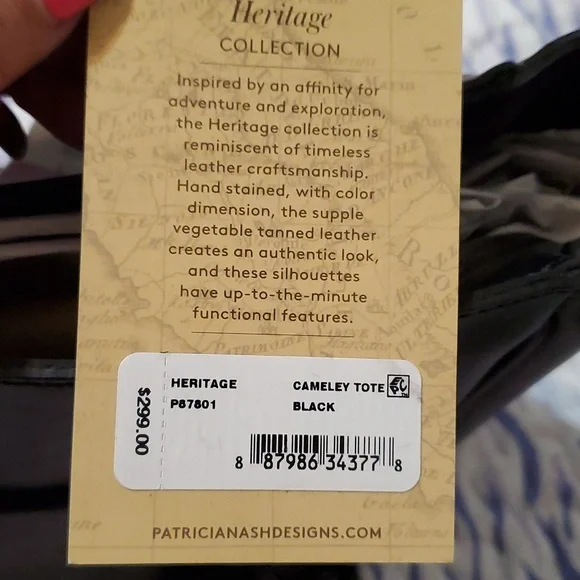 Heritage
COLLECTION
Inspired by an affinity for
adventure and exploration,
the Heritage collection is
reminiscent of timeless
leather craftsmanship.
Hand stained, with color
dimension, the supple
vegetable tanned leather
creates an authentic look,
and these silhouettes
have up-to-the-minute
functional features.
$299.00
HERITAGE
CAMELEY TOTE
P67801
BLACK
8 87986 34377 8
PATRICIANASHDESIGNS.COM